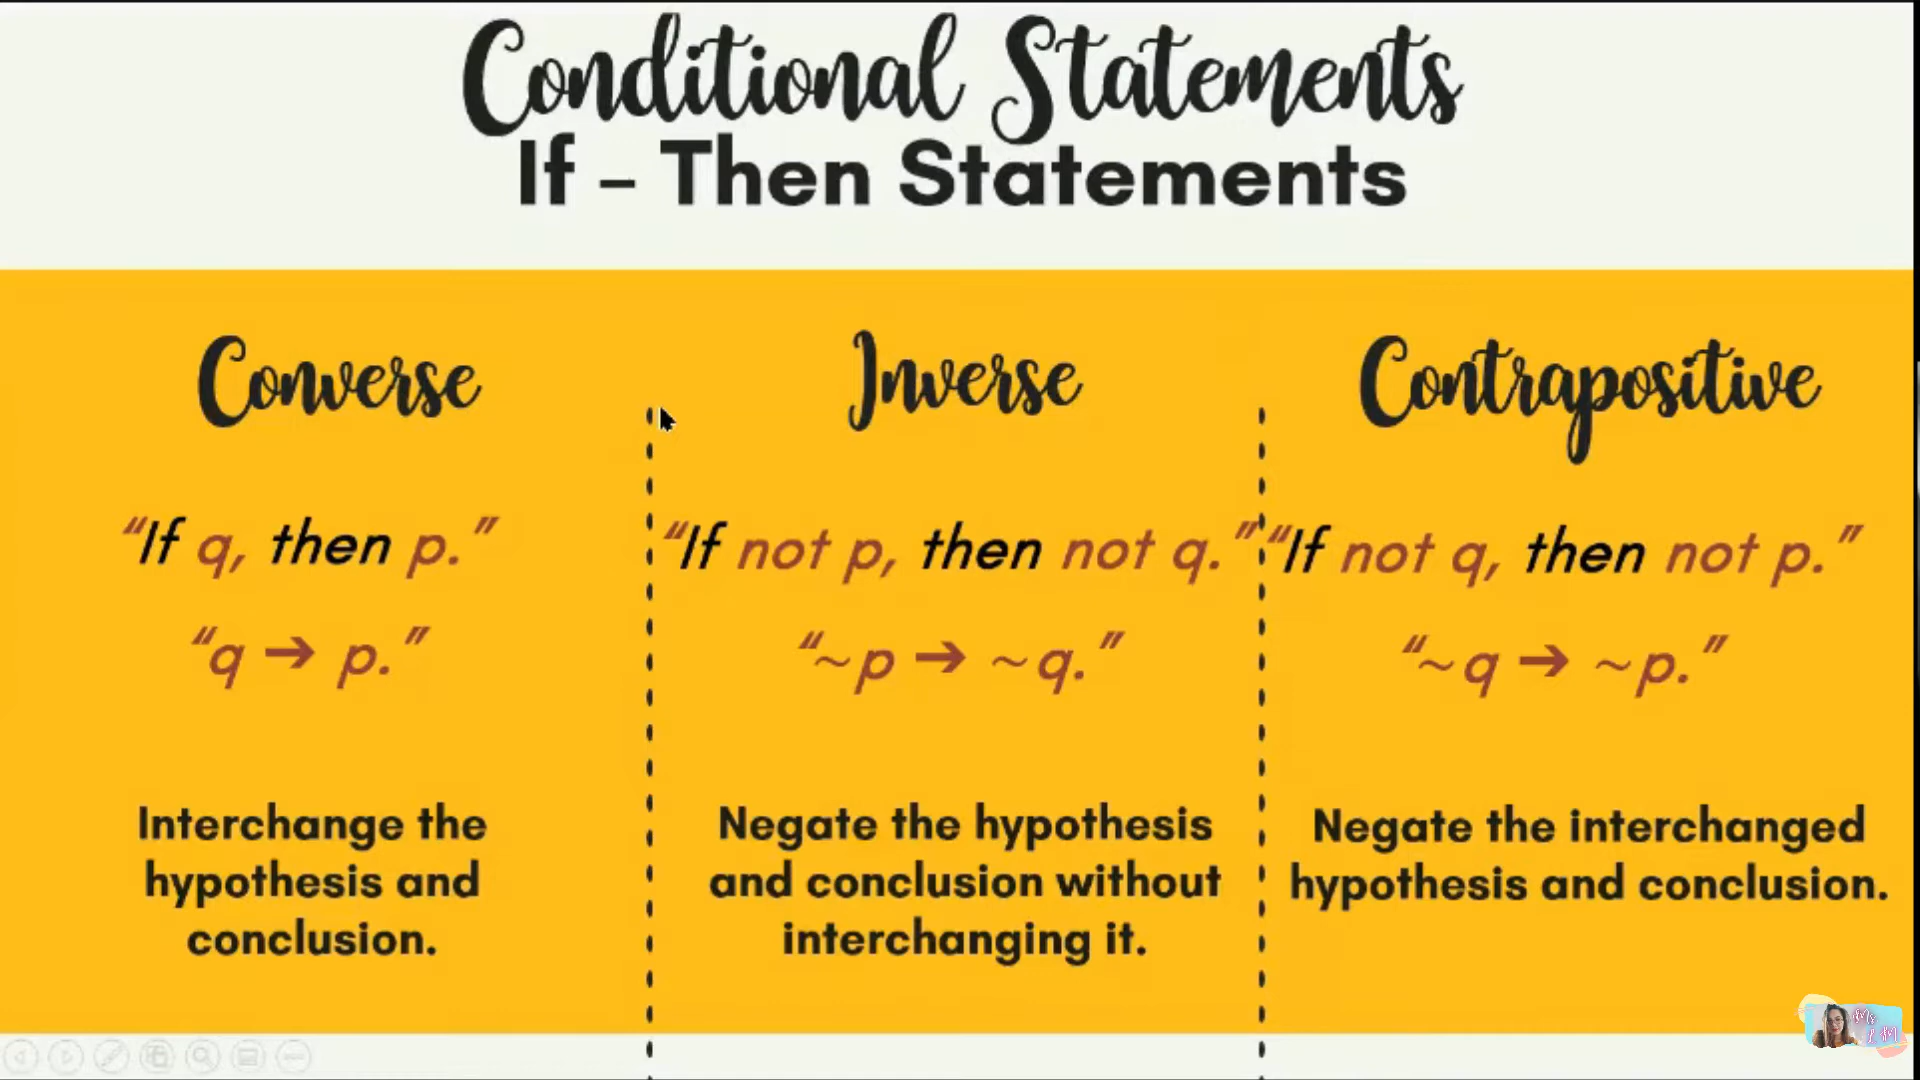 Conditional Statements
If – Then Statements
Converse
"If q, then p."
"q ➔ p."
Interchange the
hypothesis and
conclusion.
Inverse
"If not p, then not q."
"~p ➔ ~q."
Negate the hypothesis
and conclusion without
interchanging it.
Contrapositive
"If not q, then not p."
"~q ➔ ~p."
Negate the interchanged
hypothesis and conclusion.